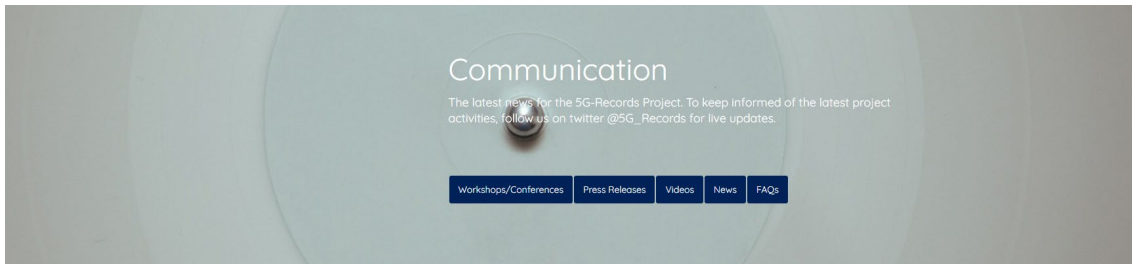 Communication
The latest news for the 5G-Records Project. To keep informed of the latest project
activities, follow us on twitter @5G_Records for live updates.
Workshops/Conferences Press Releases Videos News FAQs